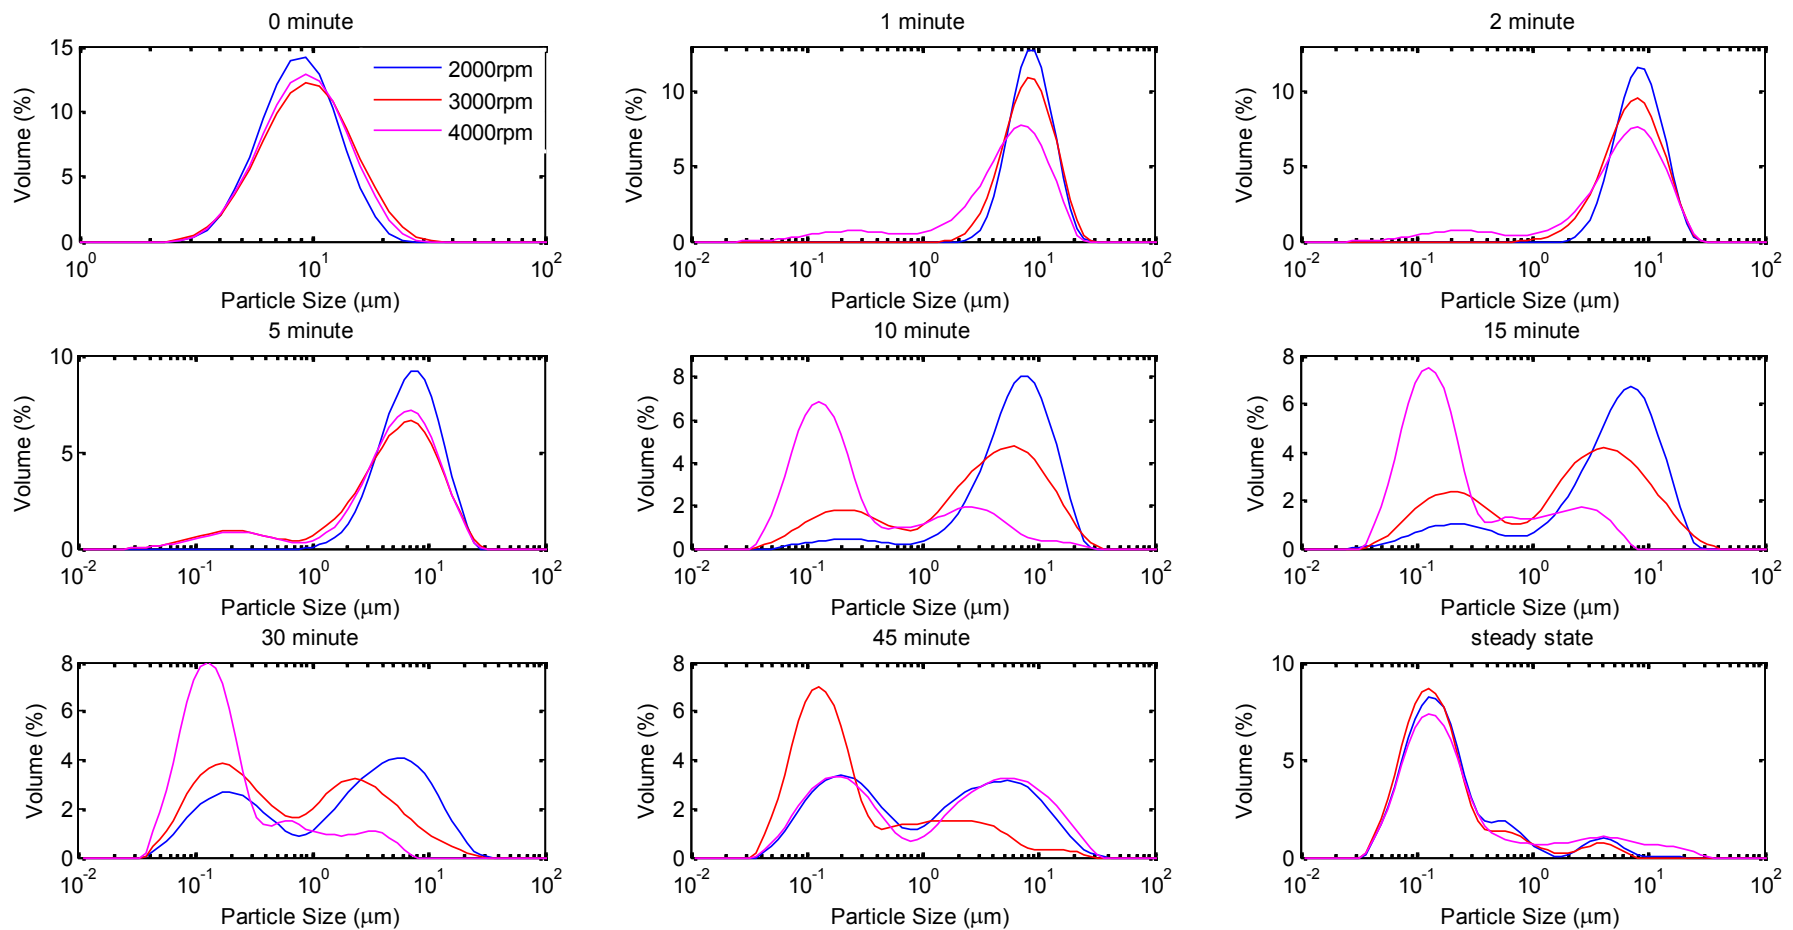 0 minute
15
10
5
0
Volume (%)
2000rpm
3000rpm
4000rpm
10^0
10^1
10^2
Particle Size (μm)
1 minute
10
5
0
Volume (%)
10^-2
10^-1
10^0
10^1
10^2
Particle Size (μm)
2 minute
10
5
0
Volume (%)
10^-2
10^-1
10^0
10^1
10^2
Particle Size (μm)
5 minute
10
5
0
Volume (%)
10^-2
10^-1
10^0
10^1
10^2
Particle Size (μm)
10 minute
8
6
4
2
0
Volume (%)
10^-2
10^-1
10^0
10^1
10^2
Particle Size (μm)
15 minute
8
6
4
2
0
Volume (%)
10^-2
10^-1
10^0
10^1
10^2
Particle Size (μm)
30 minute
8
6
4
2
0
Volume (%)
10^-2
10^-1
10^0
10^1
10^2
Particle Size (μm)
45 minute
8
6
4
2
0
Volume (%)
10^-2
10^-1
10^0
10^1
10^2
Particle Size (μm)
steady state
10
5
0
Volume (%)
10^-2
10^-1
10^0
10^1
10^2
Particle Size (μm)